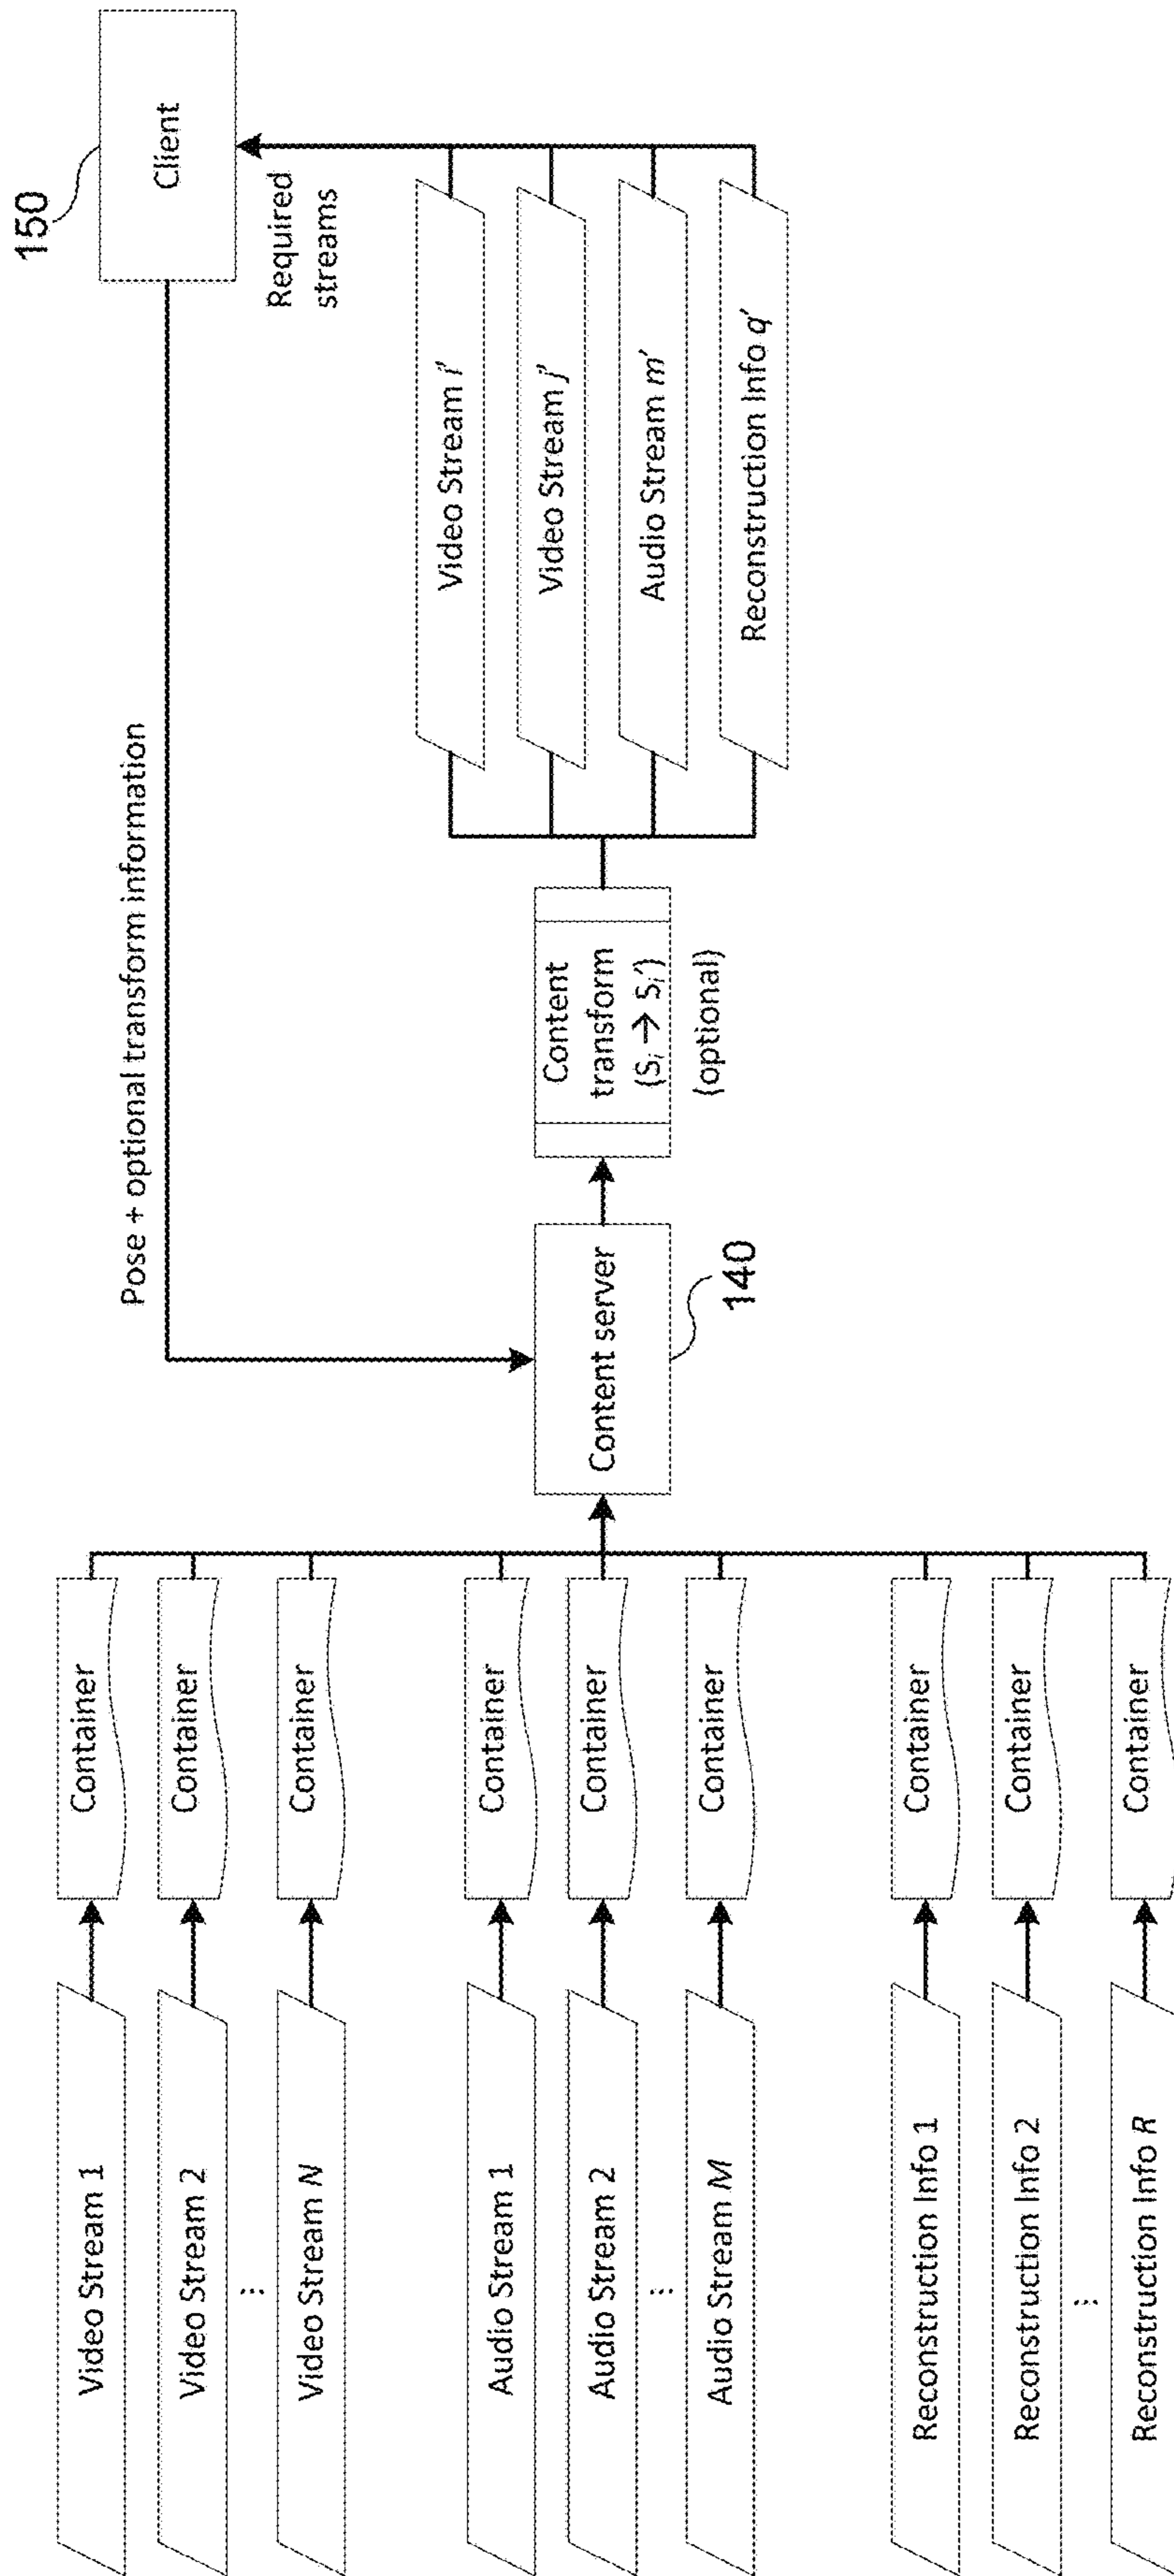 Video Stream 1
Container
Video Stream 2
Container
...
Video Stream N
Container
Audio Stream 1
Container
Audio Stream 2
Container
...
Audio Stream M
Container
Reconstruction Info 1
Container
Reconstruction Info 2
Container
...
Reconstruction Info R
Container
Content server
140
Pose + optional transform information
Content
transform
(Si → Si′)
(optional)
Video Stream i′
Video Stream j′
Audio Stream m′
Reconstruction Info q′
Required
streams
Client
150